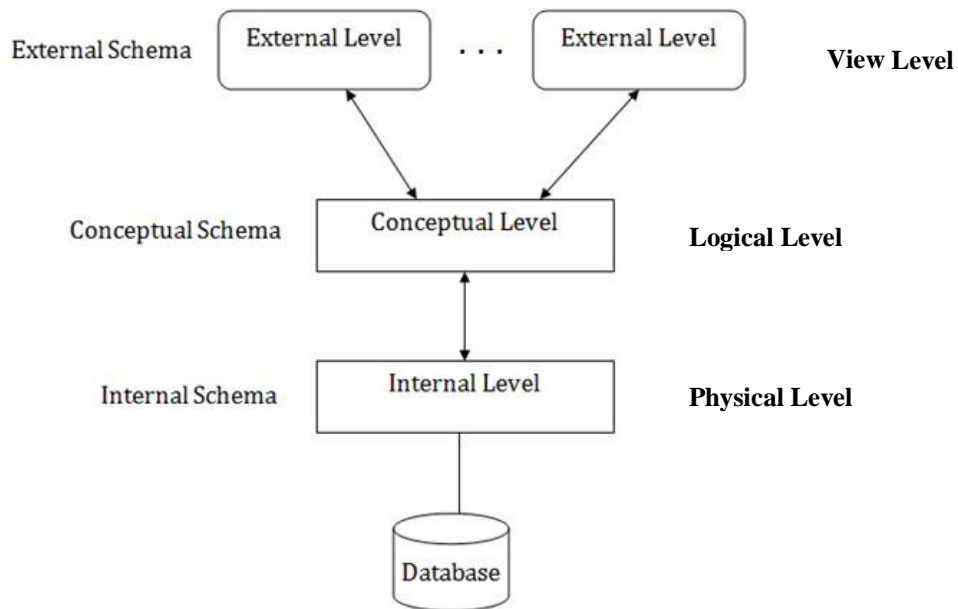 External Schema
External Level
. . .
External Level
View Level
Conceptual Schema
Conceptual Level
Logical Level
Internal Schema
Internal Level
Physical Level
Database